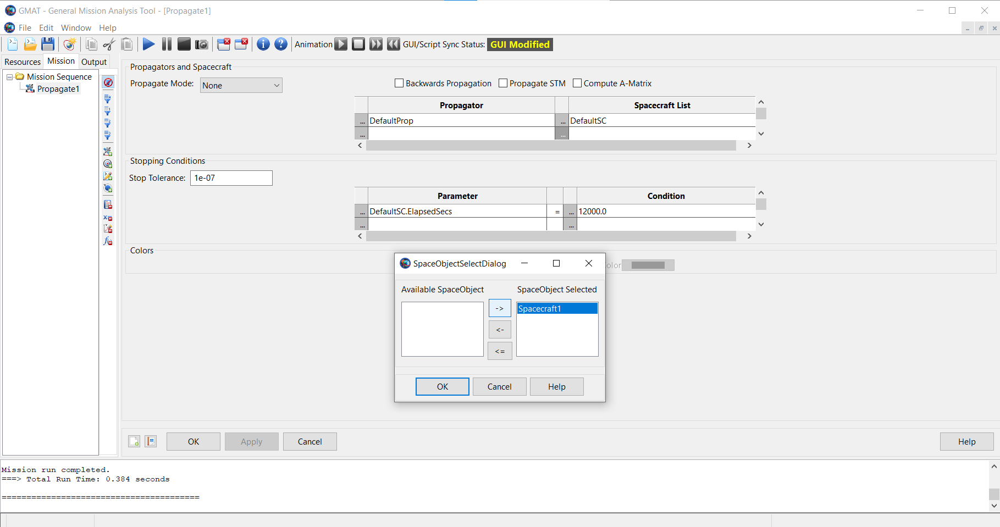 GMAT - General Mission Analysis Tool - [Propagate1]
File Edit Window Help
Animation GUI/Script Sync Status: GUI Modified
Resources Mission Output
Mission Sequence
Propagate1
Propagators and Spacecraft
Propagate Mode: None Backwards Propagation Propagate STM Compute A-Matrix
Propagator Spacecraft List
... DefaultProp ... DefaultSC
... ...
Stopping Conditions
Stop Tolerance: 1e-07
Parameter Condition
... DefaultSC.ElapsedSecs = ... 12000.0
... ...
Colors
olor
SpaceObjectSelectDialog
Available SpaceObject SpaceObject Selected
-> Spacecraft1
<-
<=
OK Cancel Help
OK Apply Cancel Help
Mission run completed.
===> Total Run Time: 0.384 seconds
========================================